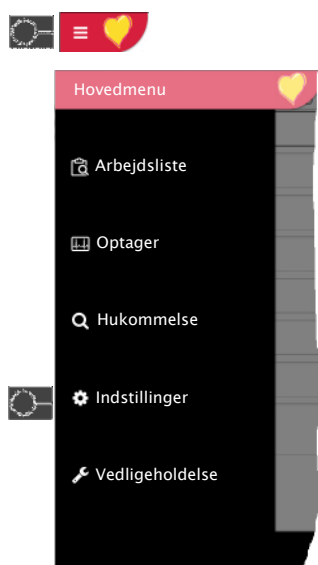 Hovedmenu
Arbejdsliste
Optager
Hukommelse
Indstillinger
Vedligeholdelse